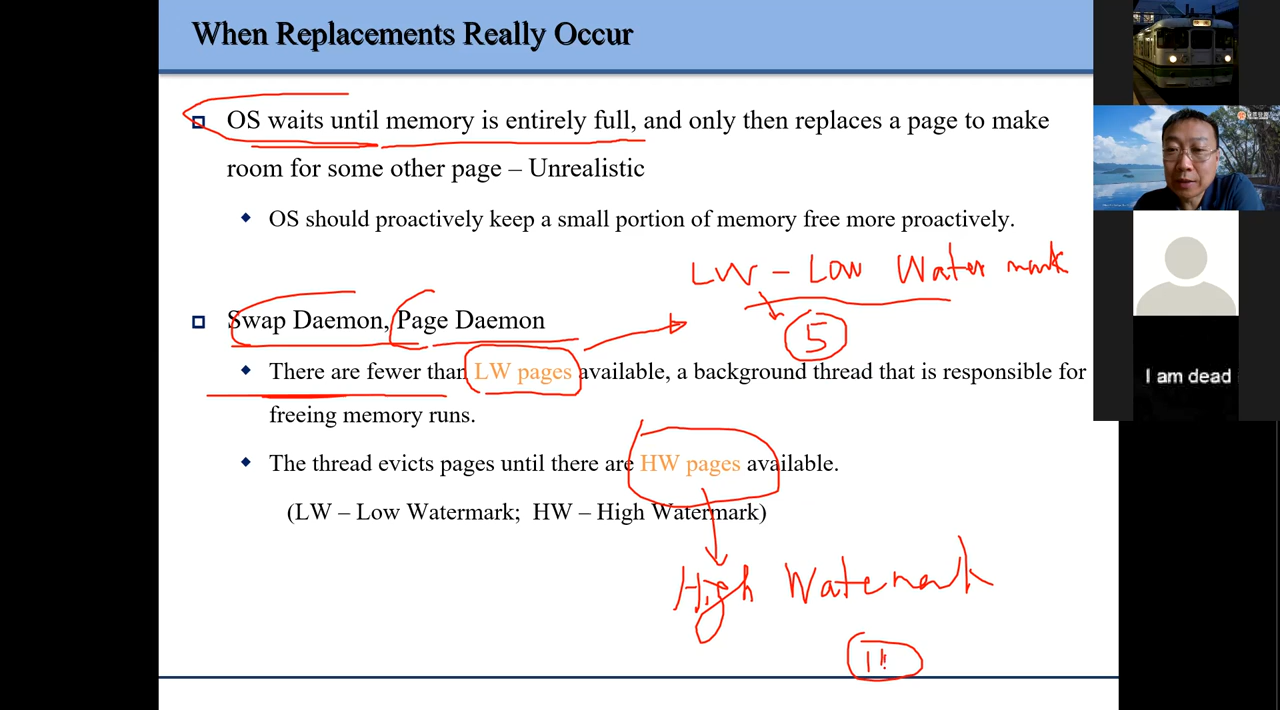 When Replacements Really Occur
OS waits until memory is entirely full, and only then replaces a page to make
room for some other page – Unrealistic
OS should proactively keep a small portion of memory free more proactively.
LW – Low Water mark
Swap Daemon, Page Daemon
5
There are fewer than LW pages available, a background thread that is responsible for
freeing memory runs.
The thread evicts pages until there are HW pages available.
(LW – Low Watermark; HW – High Watermark)
High Watermark
I am dead